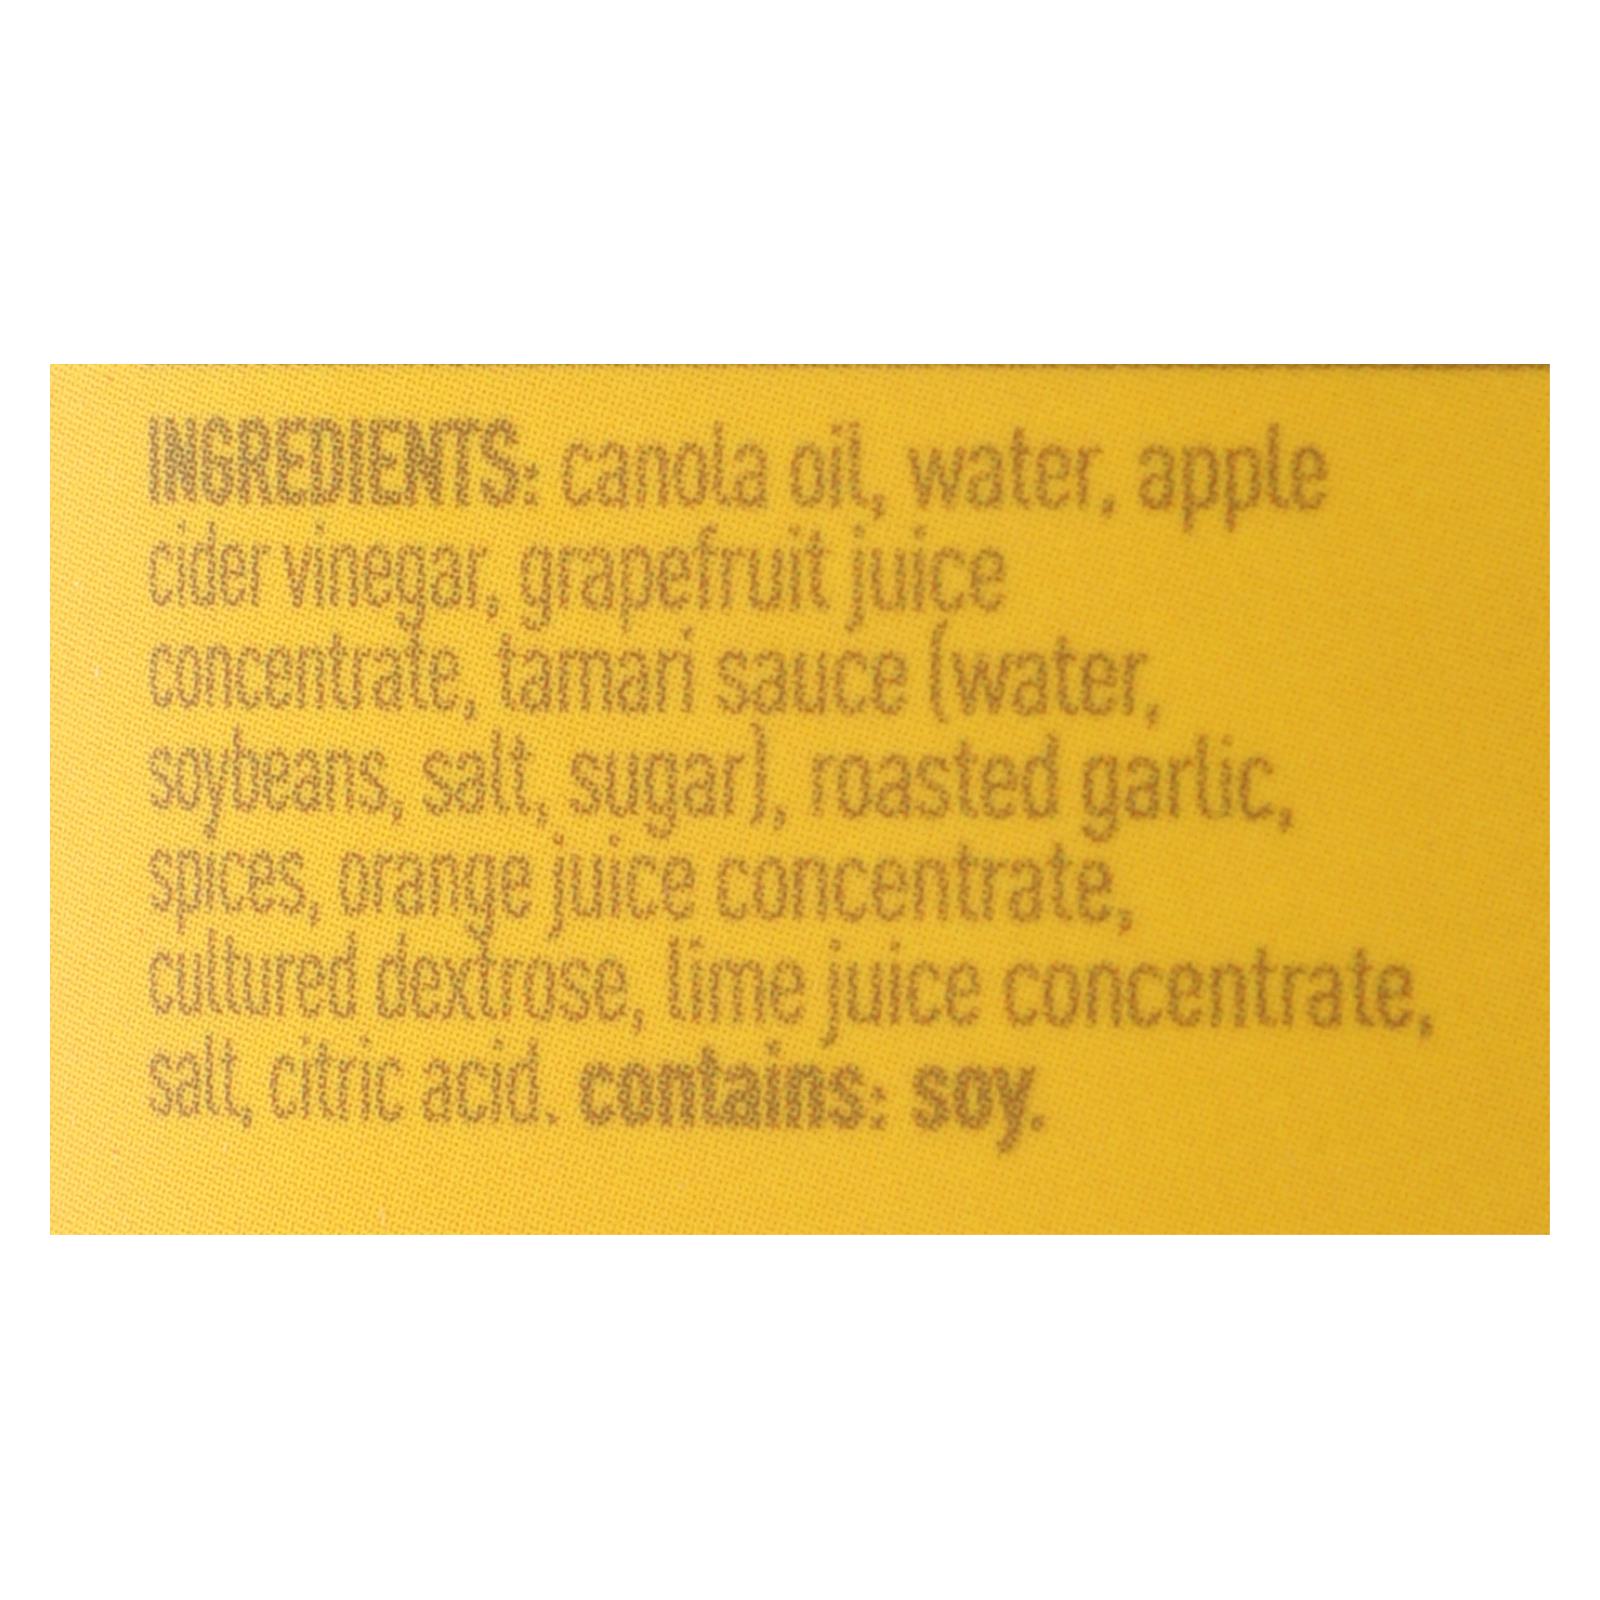 INGREDIENTS: canola oil, water, apple
cider vinegar, grapefruit juice
concentrate, tamari sauce (water,
soybeans, salt, sugar), roasted garlic,
spices, orange juice concentrate,
cultured dextrose, lime juice concentrate,
salt, citric acid. contains: soy.